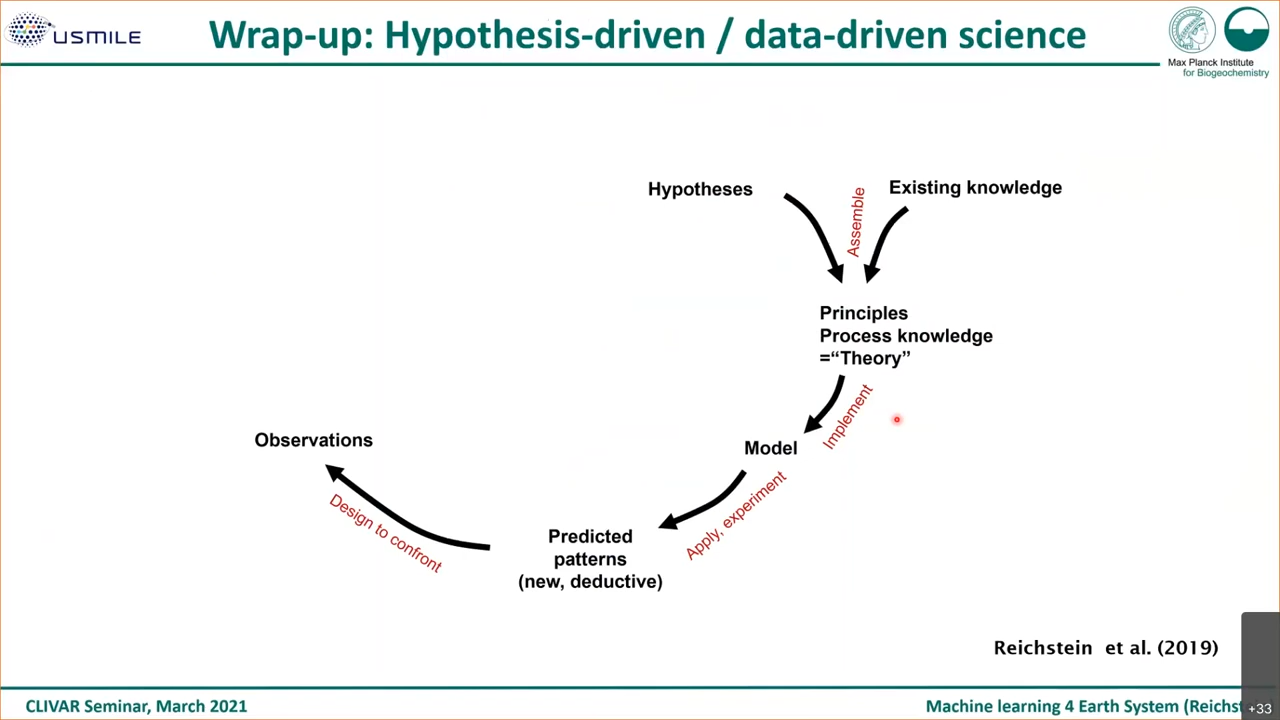 USMILE
Wrap-up: Hypothesis-driven / data-driven science
Max Planck Institute
for Biogeochemistry
Hypotheses
Assemble
Existing knowledge
Principles
Process knowledge
=“Theory”
Implement
Model
Apply, experiment
Observations
Design to confront
Predicted
patterns
(new, deductive)
Reichstein et al. (2019)
CLIVAR Seminar, March 2021
Machine learning 4 Earth System (Reichst
+33